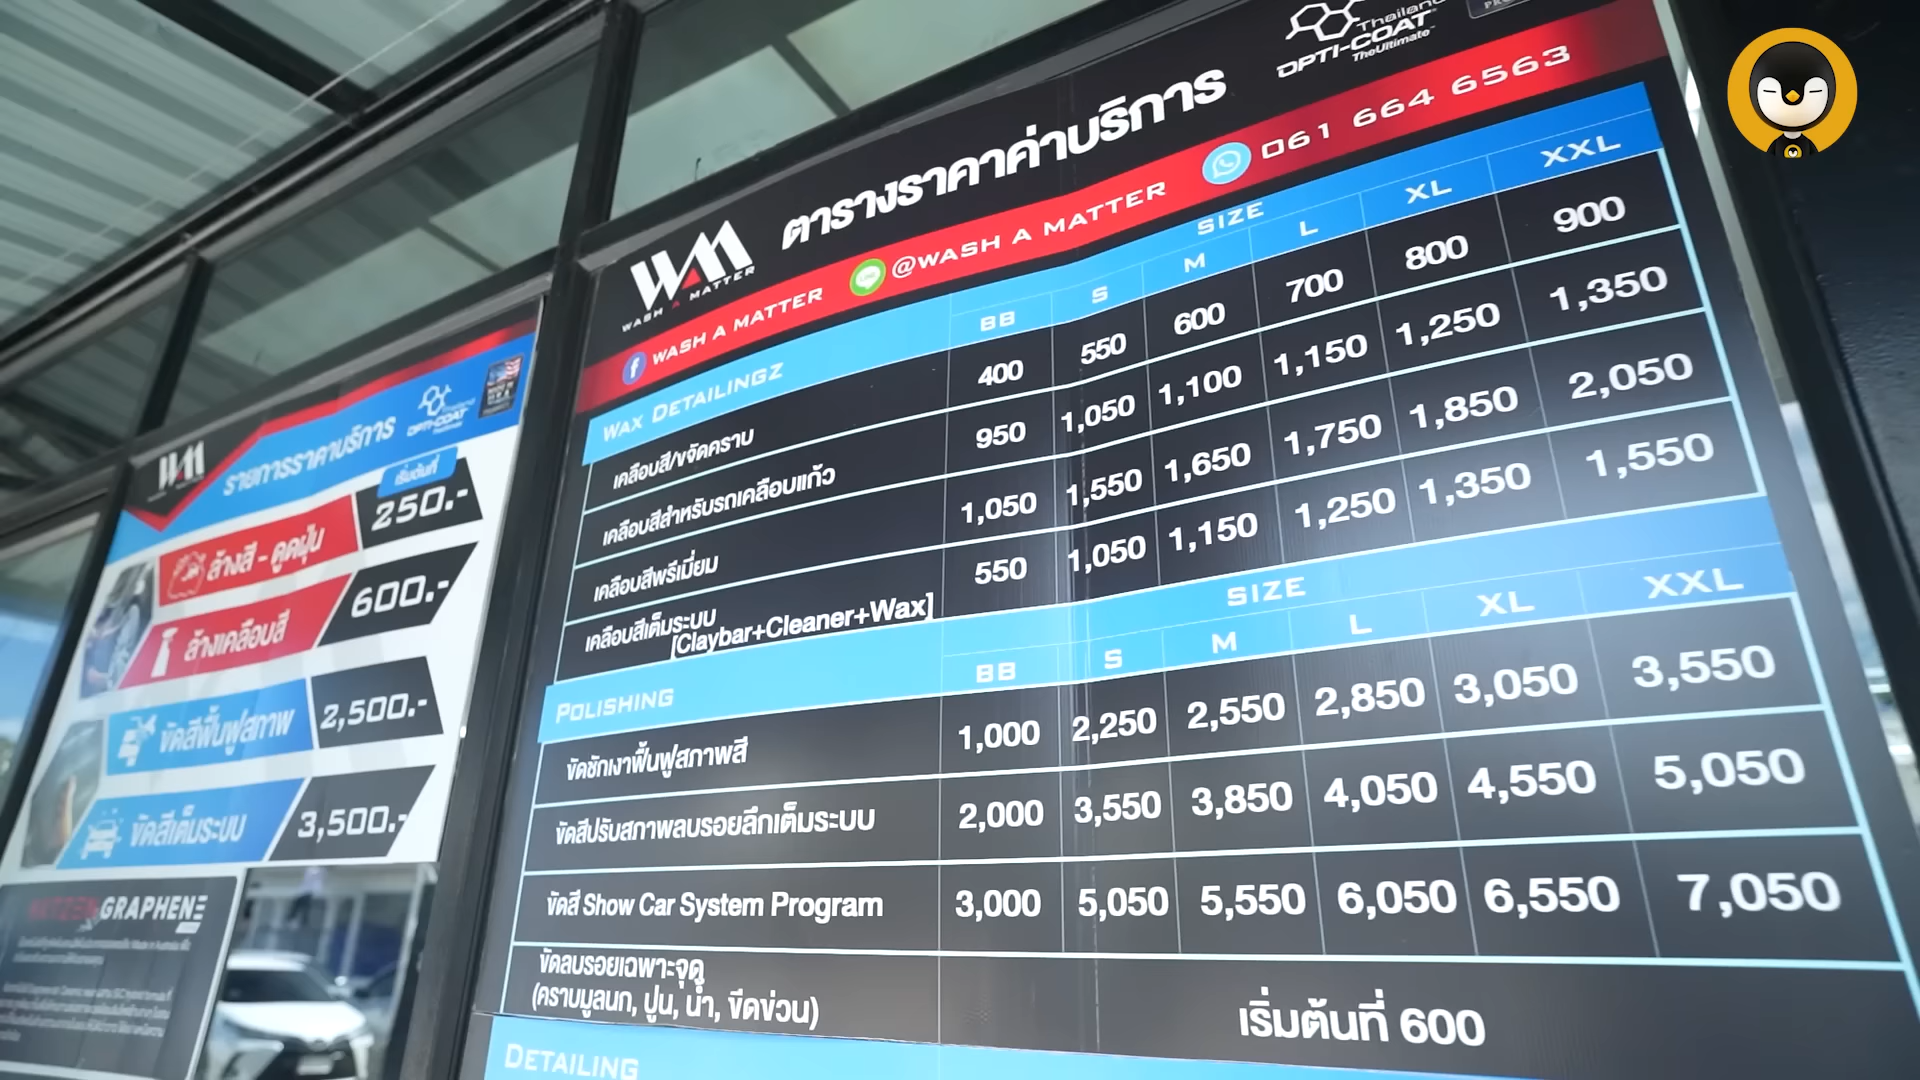 Thailand
OPTI-COAT
TheUltimate
WAM
WASH A MATTER
ตารางราคาค่าบริการ
WASH A MATTER @WASH A MATTER 061 664 6563
WAX DETAILINGZ SIZE
BB S M L XL XXL
เคลือบสี/ขจัดคราบ 400 550 600 700 800 900
เคลือบสีสำหรับรถเคลือบแก้ว 950 1,050 1,100 1,150 1,250 1,350
เคลือบสีพรีเมี่ยม 1,050 1,550 1,650 1,750 1,850 2,050
เคลือบสีเต็มระบบ 550 1,050 1,150 1,250 1,350 1,550
[Claybar+Cleaner+Wax]
POLISHING SIZE
BB S M L XL XXL
ขัดชักเงาฟื้นฟูสภาพสี 1,000 2,250 2,550 2,850 3,050 3,550
ขัดสีปรับสภาพลบรอยลึกเต็มระบบ 2,000 3,550 3,850 4,050 4,550 5,050
ขัดสี Show Car System Program 3,000 5,050 5,550 6,050 6,550 7,050
ขัดลบรอยเฉพาะจุด
(คราบมูลนก, ปูน, น้ำ, ขีดข่วน) เริ่มต้นที่ 600
DETAILING
WAM
รายการราคาบริการ
Thailand
OPTI-COAT
เริ่มต้นที่
ล้างสี - ดูดฝุ่น 250.-
ล้างเคลือบสี 600.-
ขัดสีฟื้นฟูสภาพ 2,500.-
ขัดสีเต็มระบบ 3,500.-
GRAPHENE